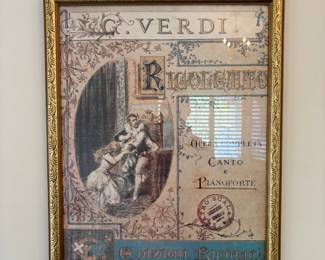 G. VERDI
RIGOLETTO
OPERA COMPLETA
CANTO
E
PIANOFORTE
EDIZIONI RICORDI